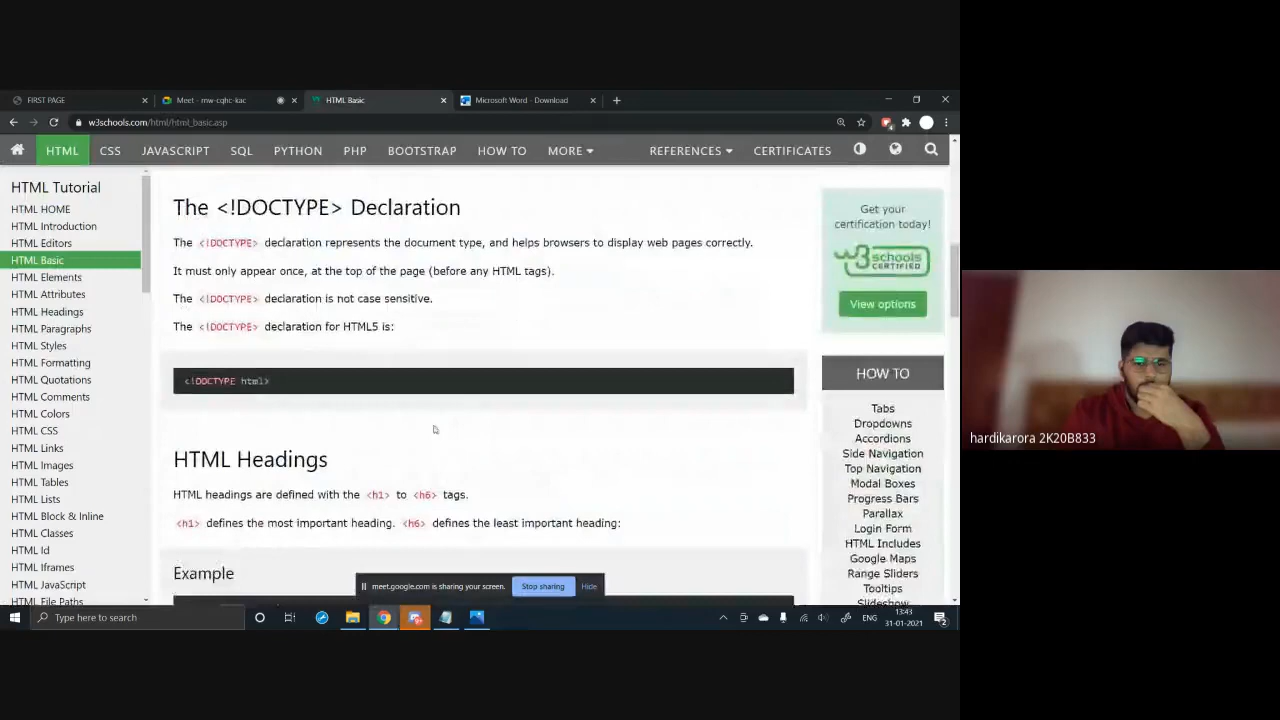 FIRST PAGE
Meet - mw-cqhc-kac
HTML Basic
Microsoft Word - Download
w3schools.com/html/html_basic.asp
HTML CSS JAVASCRIPT SQL PYTHON PHP BOOTSTRAP HOW TO MORE REFERENCES CERTIFICATES
HTML Tutorial
HTML HOME
HTML Introduction
HTML Editors
HTML Basic
HTML Elements
HTML Attributes
HTML Headings
HTML Paragraphs
HTML Styles
HTML Formatting
HTML Quotations
HTML Comments
HTML Colors
HTML CSS
HTML Links
HTML Images
HTML Tables
HTML Lists
HTML Block & Inline
HTML Classes
HTML Id
HTML Iframes
HTML JavaScript
HTML File Paths
The <!DOCTYPE> Declaration
The <!DOCTYPE> declaration represents the document type, and helps browsers to display web pages correctly.
It must only appear once, at the top of the page (before any HTML tags).
The <!DOCTYPE> declaration is not case sensitive.
The <!DOCTYPE> declaration for HTML5 is:
<!DOCTYPE html>
HTML Headings
HTML headings are defined with the <h1> to <h6> tags.
<h1> defines the most important heading. <h6> defines the least important heading:
Example
Get your
certification today!
w3schools
CERTIFIED
View options
HOW TO
Tabs
Dropdowns
Accordions
Side Navigation
Top Navigation
Modal Boxes
Progress Bars
Parallax
Login Form
HTML Includes
Google Maps
Range Sliders
Tooltips
Slideshow
meet.google.com is sharing your screen. Stop sharing Hide
Type here to search
ENG
13:43
31-01-2021
2
hardikarora 2K20B833